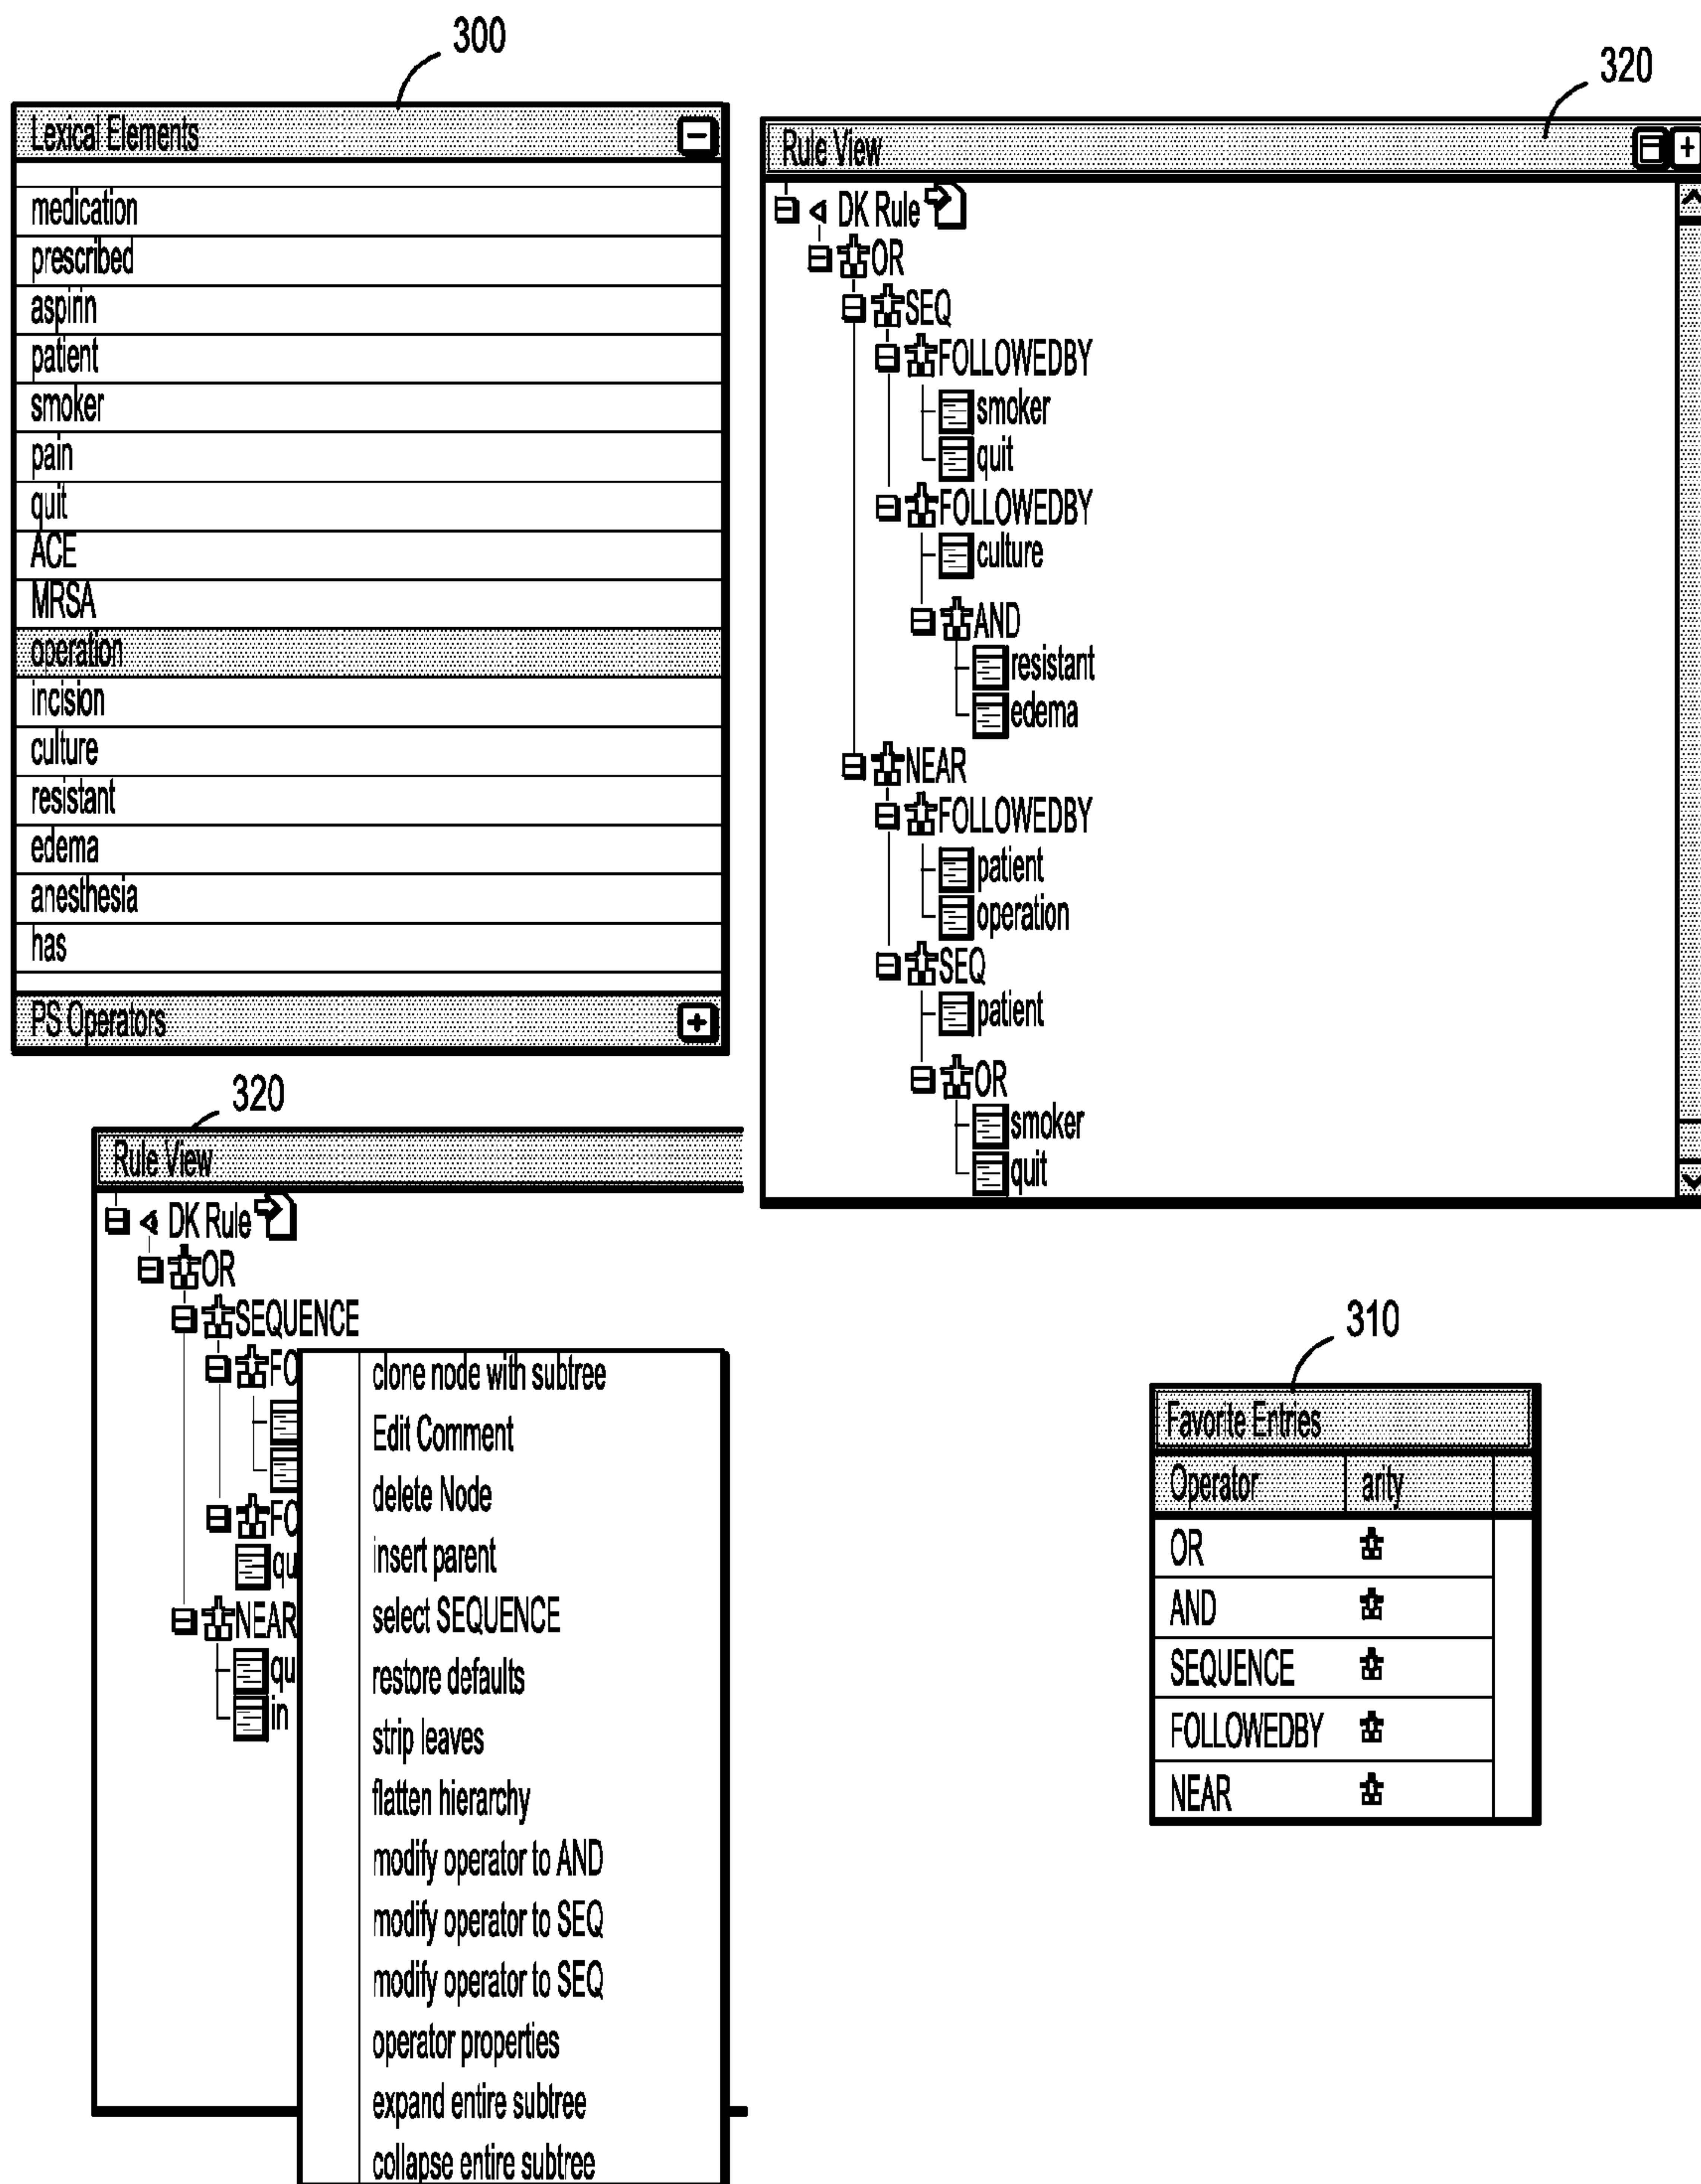 300
Lexical Elements
medication
prescribed
aspirin
patient
smoker
pain
quit
ACE
MRSA
operation
incision
culture
resistant
edema
anesthesia
has
PS Operators
320
Rule View
DK Rule
OR
SEQ
FOLLOWEDBY
smoker
quit
FOLLOWEDBY
culture
AND
resistant
edema
NEAR
FOLLOWEDBY
patient
operation
SEQ
patient
OR
smoker
quit
320
Rule View
DK Rule
OR
SEQUENCE
FO
FO
qu
NEAR
qu
in
clone node with subtree
Edit Comment
delete Node
insert parent
select SEQUENCE
restore defaults
strip leaves
flatten hierarchy
modify operator to AND
modify operator to SEQ
modify operator to SEQ
operator properties
expand entire subtree
collapse entire subtree
310
Favorite Entries
Operator arity
OR
AND
SEQUENCE
FOLLOWEDBY
NEAR